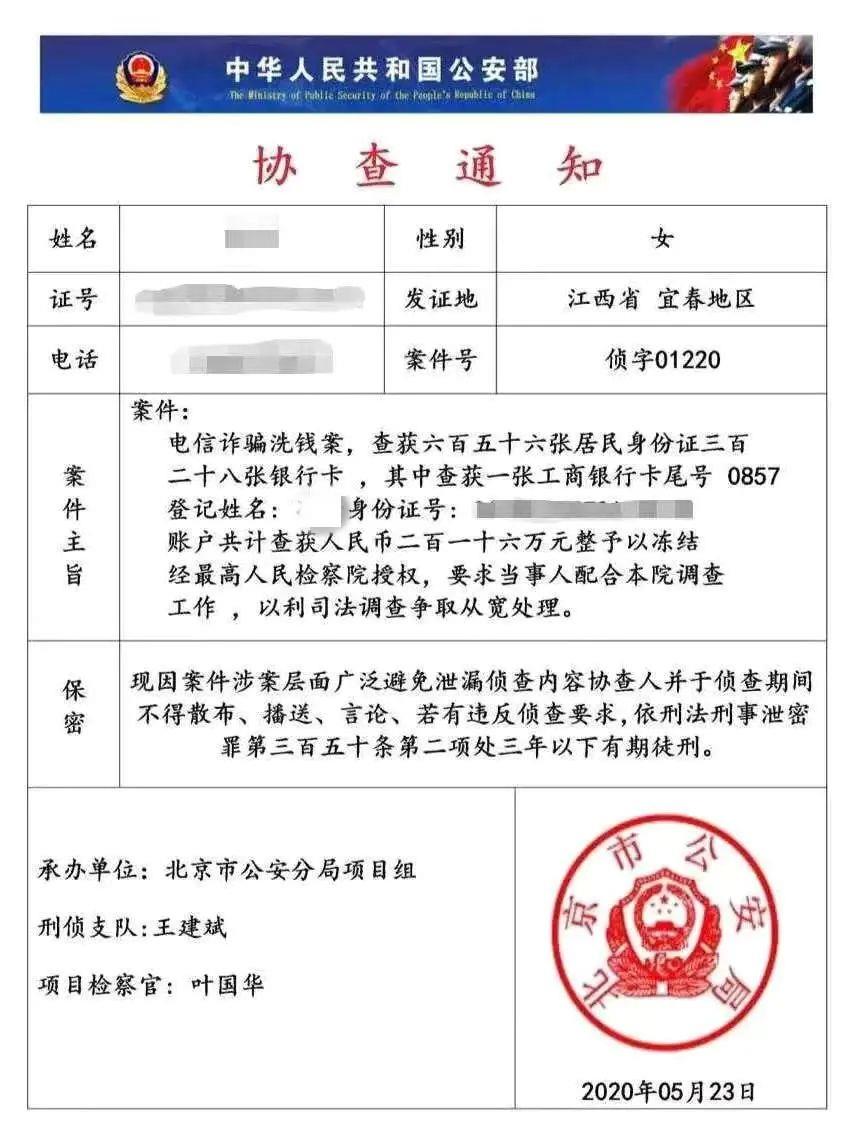 中华人民共和国公安部
The Ministry of Public Security of the People's Republic of China
协查通知
姓名
性别 女
证号
发证地 江西省 宜春地区
电话
案件号 侦字01220
案件主旨
案件：
电信诈骗洗钱案，查获六百五十六张居民身份证三百
二十八张银行卡 ，其中查获一张工商银行卡尾号 0857
登记姓名： 身份证号：
账户共计查获人民币二百一十六万元整予以冻结
经最高人民检察院授权，要求当事人配合本院调查
工作 ，以利司法调查争取从宽处理。
保密
现因案件涉案层面广泛避免泄漏侦查内容协查人并于侦查期间
不得散布、播送、言论、若有违反侦查要求,依刑法刑事泄密
罪第三百五十条第二项处三年以下有期徒刑。
承办单位：北京市公安分局项目组
刑侦支队:王建斌
项目检察官：叶国华
北京市公安局
2020年05月23日